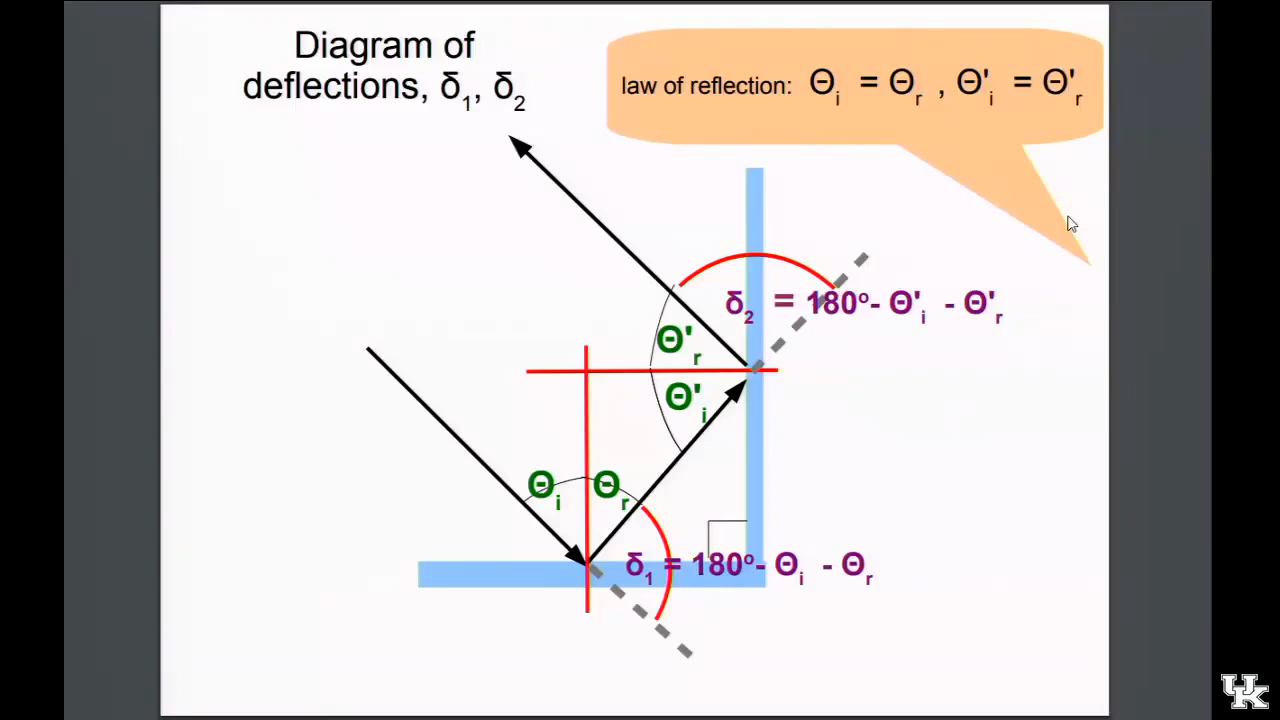 Diagram of
deflections, δ₁, δ₂
law of reflection: Θᵢ = Θᵣ , Θ'ᵢ = Θ'ᵣ
δ₂ = 180º- Θ'ᵢ - Θ'ᵣ
Θ'ᵣ
Θ'ᵢ
Θᵢ Θᵣ
δ₁ = 180º- Θᵢ - Θᵣ
UK